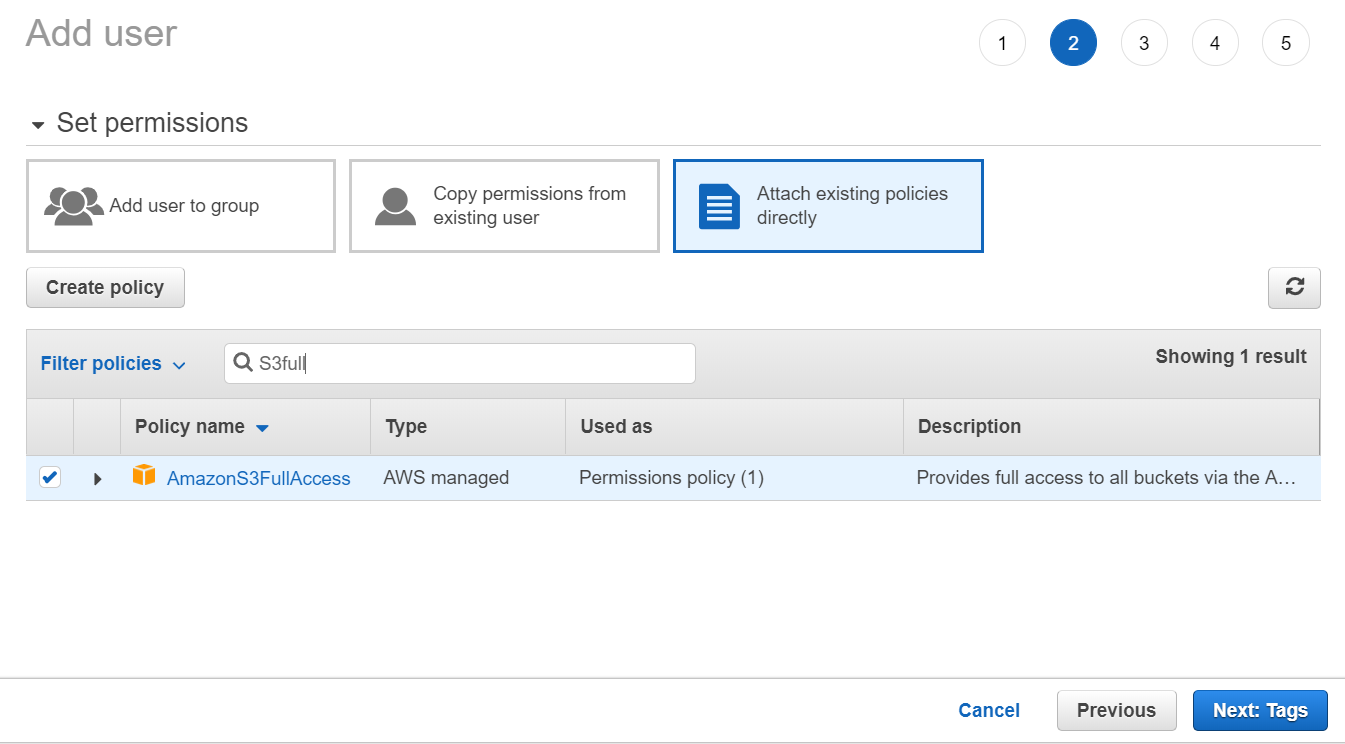 Add user
1 2 3 4 5
Set permissions
Add user to group
Copy permissions from
existing user
Attach existing policies
directly
Create policy
Filter policies
S3full
Showing 1 result
Policy name Type Used as Description
AmazonS3FullAccess AWS managed Permissions policy (1) Provides full access to all buckets via the A...
Cancel Previous Next: Tags